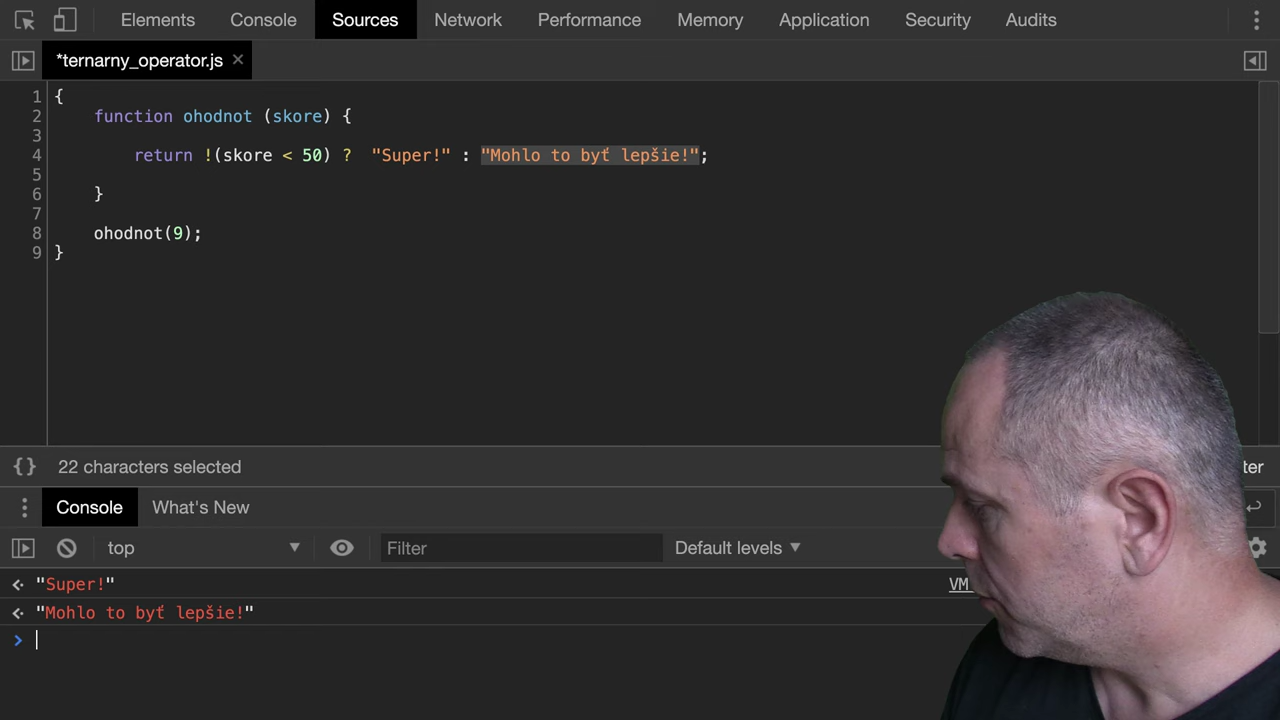 Elements Console Sources Network Performance Memory Application Security Audits
*ternarny_operator.js ×
1 {
2 function ohodnot (skore) {
3
4 return !(skore < 50) ? "Super!" : "Mohlo to byť lepšie!";
5
6 }
7
8 ohodnot(9);
9 }
{} 22 characters selected
Console What's New
top ▼ Filter Default levels ▼
"Super!" VM
"Mohlo to byť lepšie!"
>